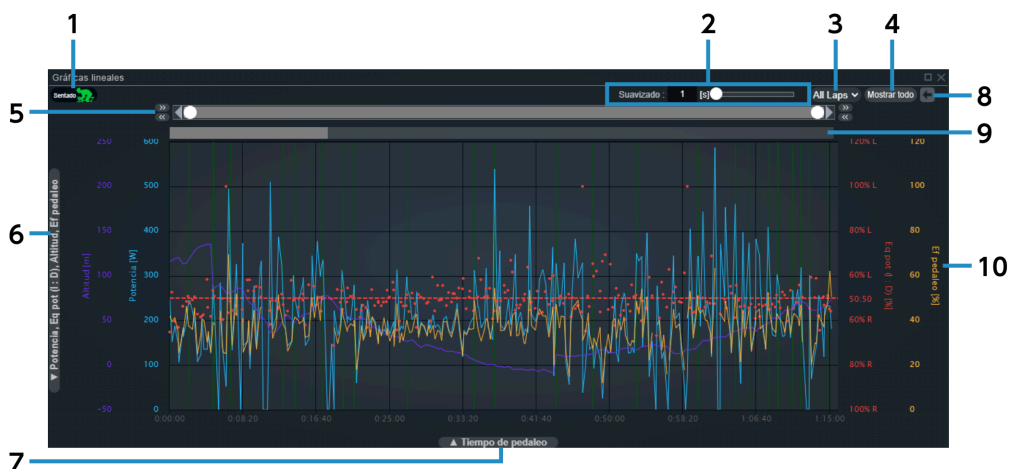 1
2
3
4
Gráficas lineales
Sentado
Suavizado : 1 [s]
All Laps
Mostrar todo
5
8
9
6
10
7
▼ Potencia, Eq pot (I : D), Altitud, Ef pedaleo
Altitud [m]
250
200
150
100
50
0
-50
Potencia [W]
600
500
400
300
200
100
0
120% L
100% L
80% L
60% L
50:50
60% R
80% R
100% R
Eq pot (I : D) [%]
120
100
80
60
40
20
0
Ef pedaleo [%]
0:00:00
0:08:20
0:16:40
0:25:00
0:33:20
0:41:40
0:50:00
0:58:20
1:06:40
1:15:00
▲ Tiempo de pedaleo